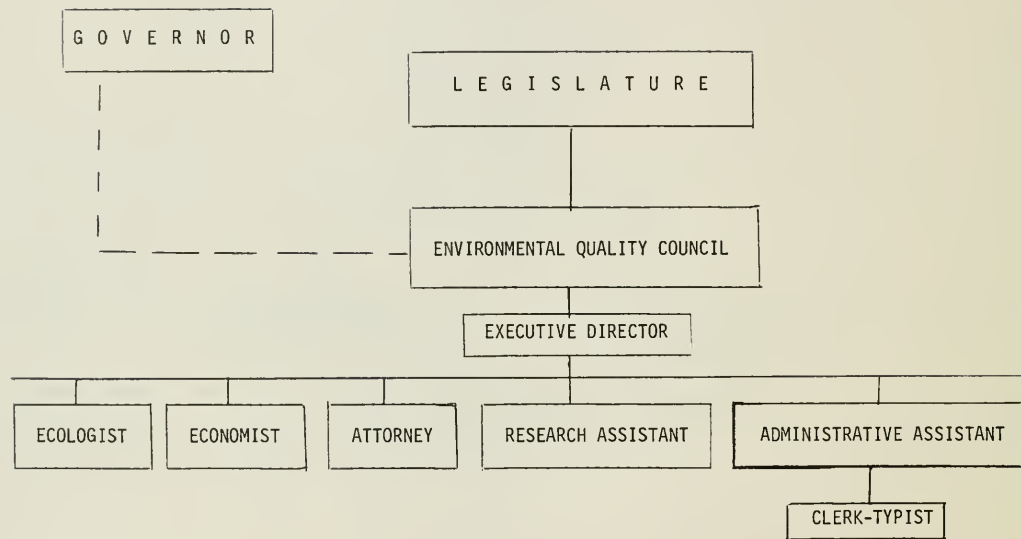 G O V E R N O R
L E G I S L A T U R E
ENVIRONMENTAL QUALITY COUNCIL
EXECUTIVE DIRECTOR
ECOLOGIST
ECONOMIST
ATTORNEY
RESEARCH ASSISTANT
ADMINISTRATIVE ASSISTANT
CLERK-TYPIST